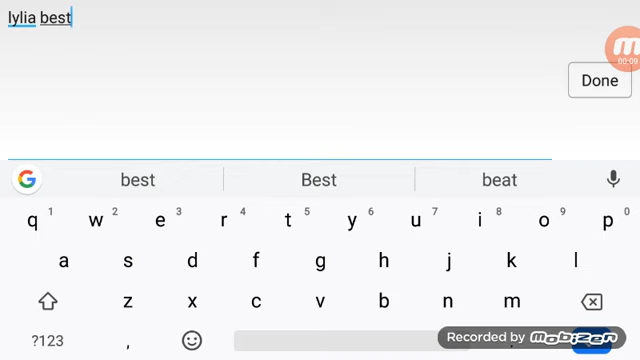 lylia best
00:09
Done
best Best beat
q 1 w 2 e 3 r 4 t 5 y 6 u 7 i 8 o 9 p 0
a s d f g h j k l
z x c v b n m
?123 , .
Recorded by Mobizen